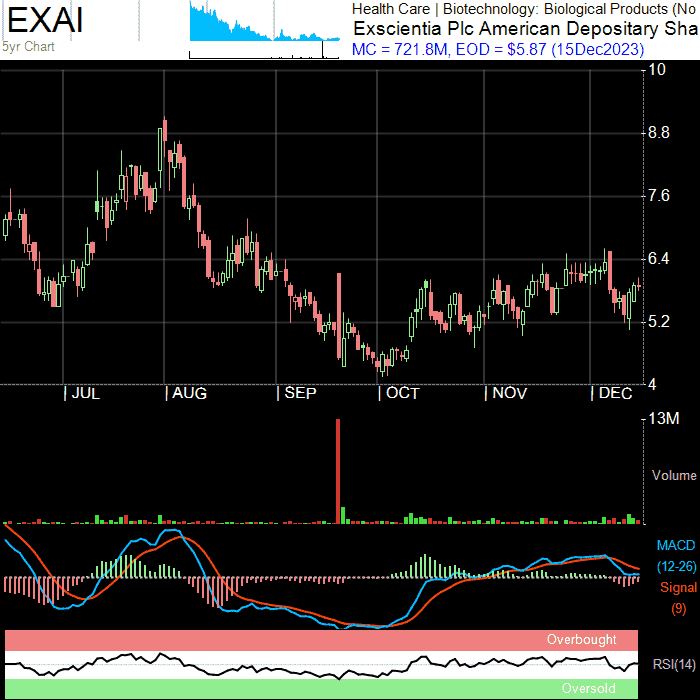 EXAI
5yr Chart
Health Care | Biotechnology: Biological Products (No
Exscientia Plc American Depositary Sha
MC = 721.8M, EOD = $5.87 (15Dec2023)
10
8.8
7.6
6.4
5.2
4
| JUL | AUG | SEP | OCT | NOV | DEC
13M
Volume
MACD
(12-26)
Signal
(9)
Overbought
RSI(14)
Oversold